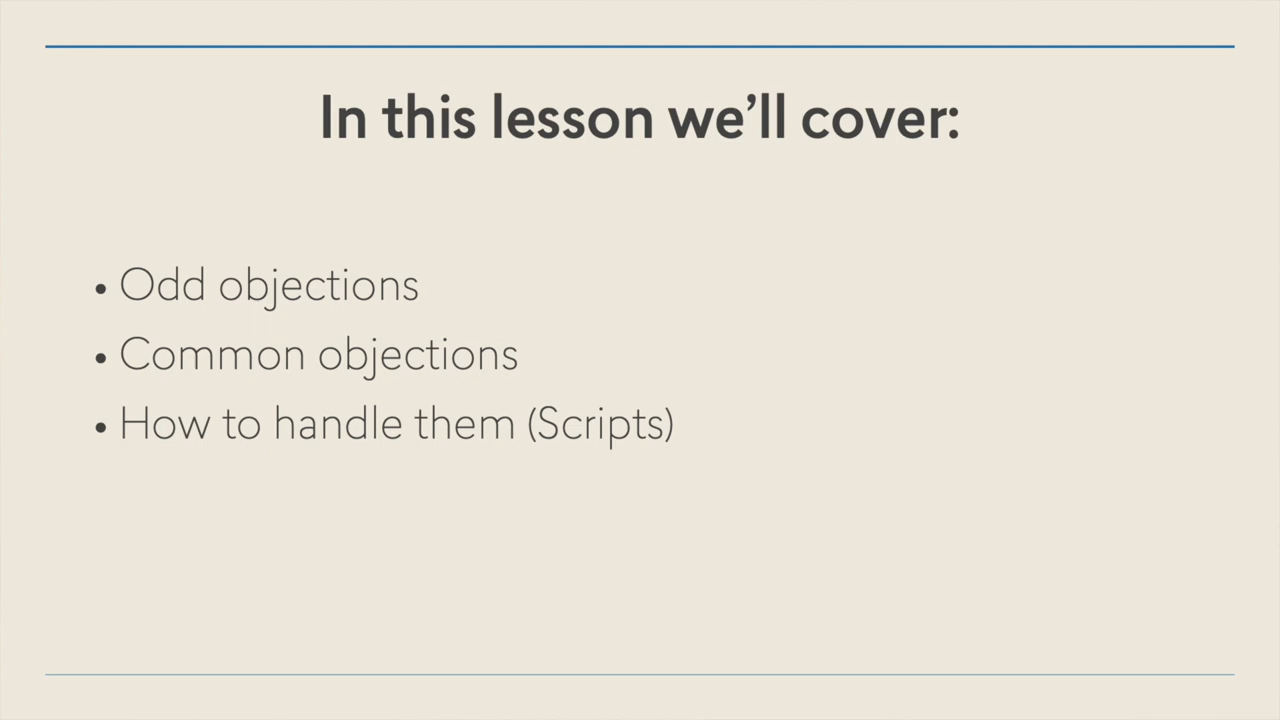 In this lesson we’ll cover:
• Odd objections
• Common objections
• How to handle them (Scripts)